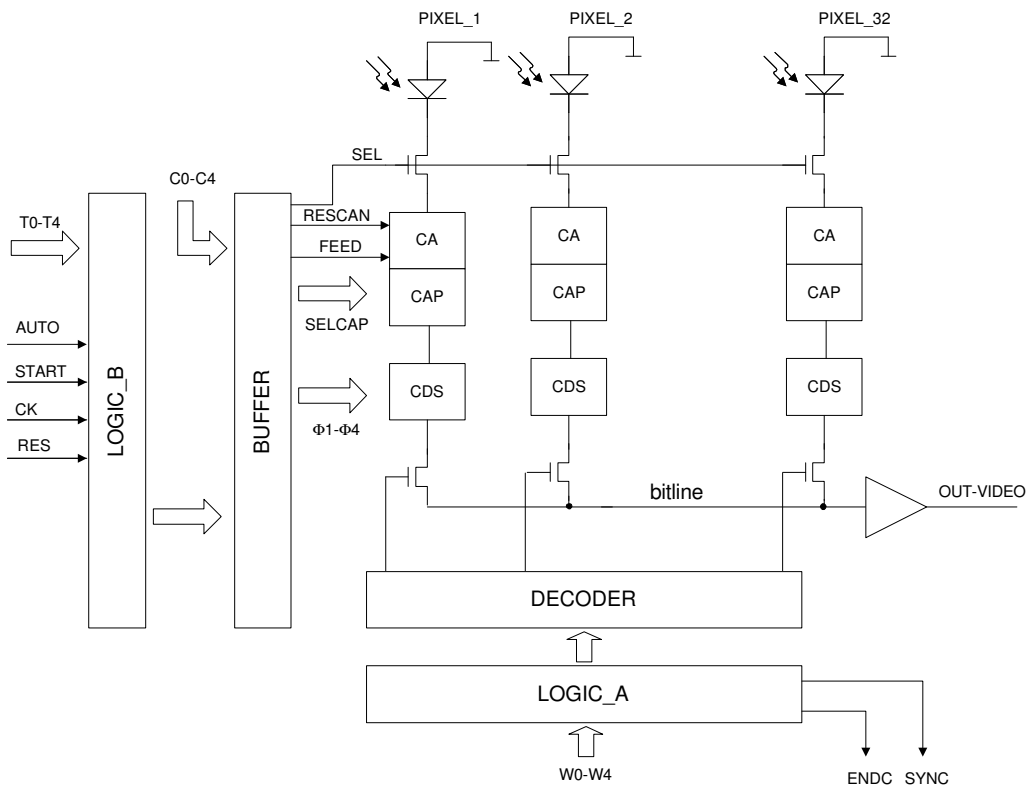 PIXEL_1
PIXEL_2
PIXEL_32
SEL
C0-C4
T0-T4
RESCAN
FEED
CA
CA
CA
CAP
CAP
CAP
SELCAP
AUTO
START
CK
RES
LOGIC_B
BUFFER
CDS
CDS
CDS
Φ1-Φ4
bitline
OUT-VIDEO
DECODER
LOGIC_A
W0-W4
ENDC
SYNC